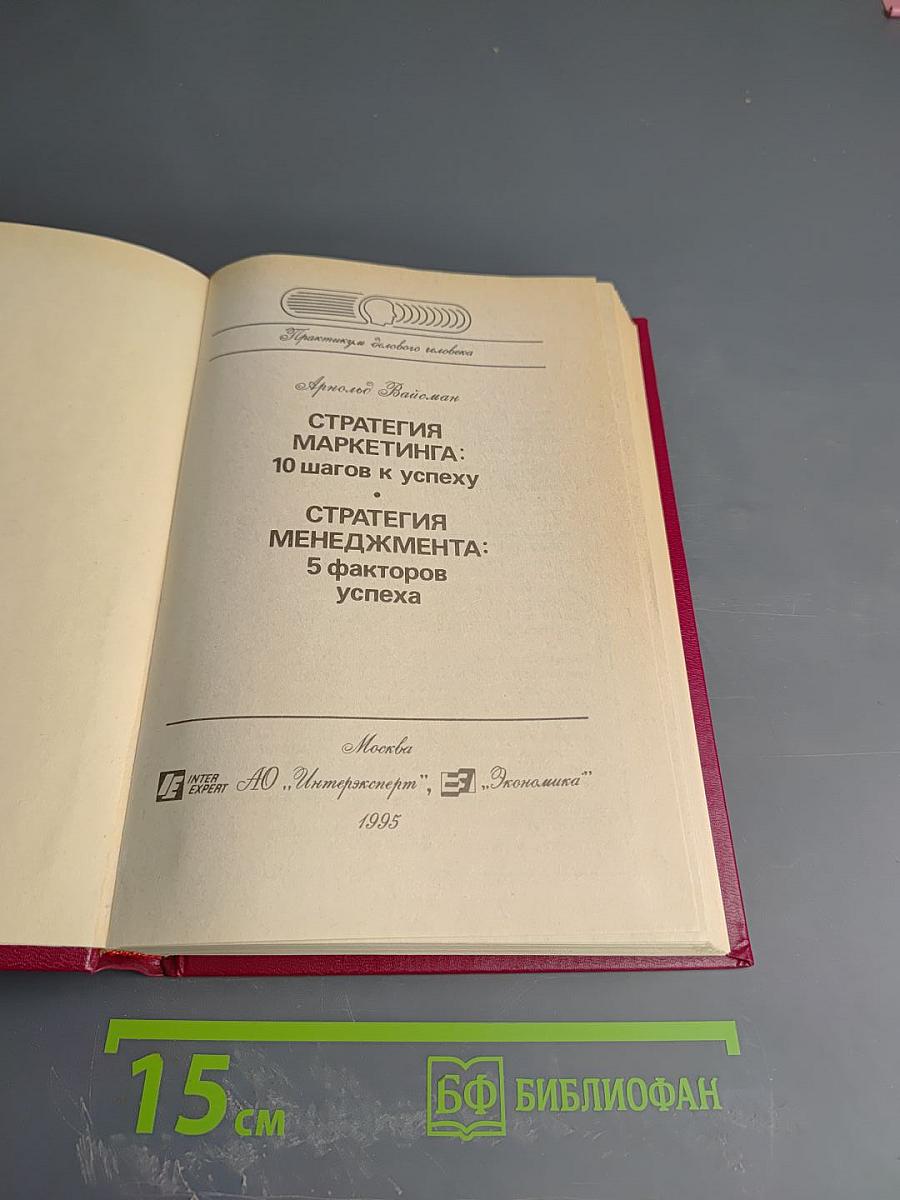 Практикум делового человека
Арнольд Вайсман
СТРАТЕГИЯ
МАРКЕТИНГА:
10 шагов к успеху
•
СТРАТЕГИЯ
МЕНЕДЖМЕНТА:
5 факторов
успеха
Москва
INTER
EXPERT АО „Интерэксперт”, „Экономика”
1995
15 см БФ БИБЛИОФАН